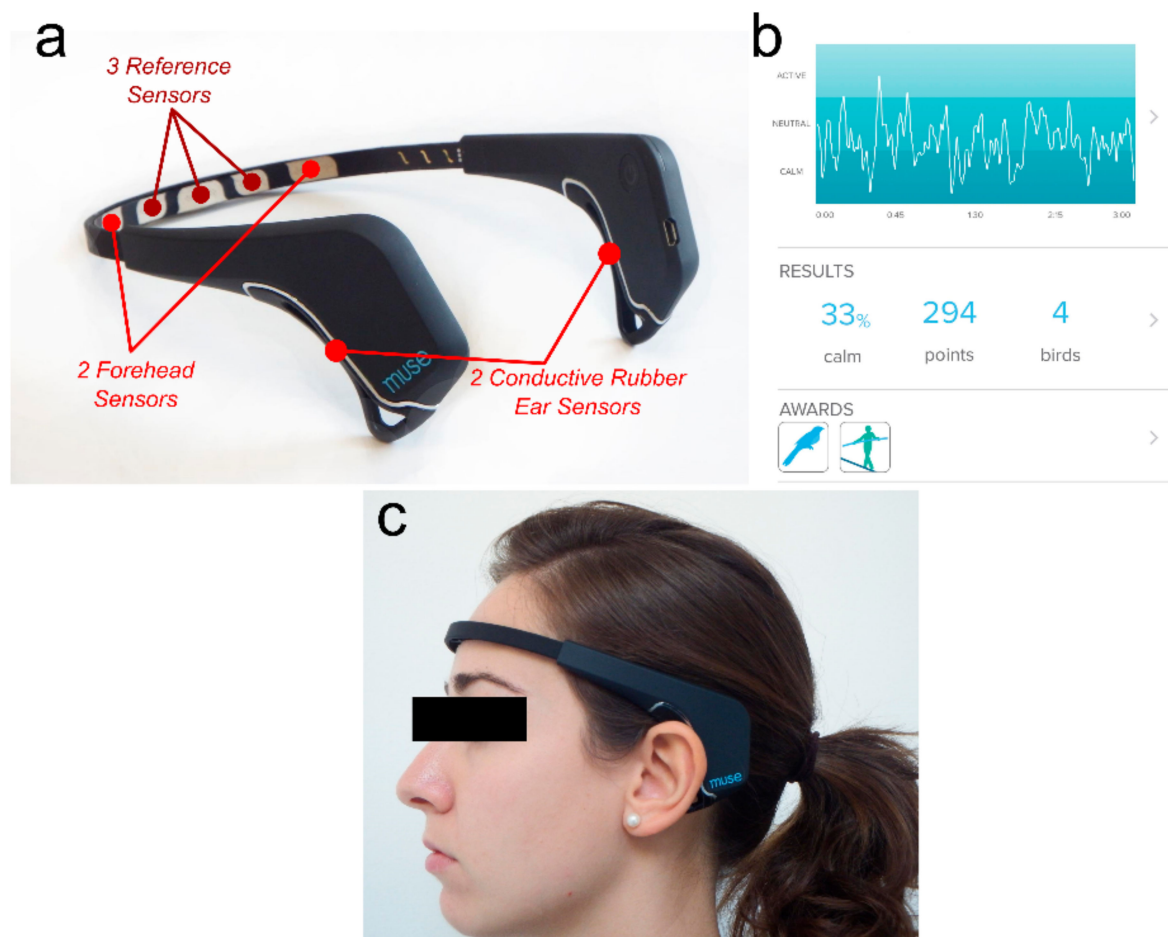 a
3 Reference
Sensors
2 Forehead
Sensors
muse
2 Conductive Rubber
Ear Sensors
b
ACTIVE
NEUTRAL
CALM
0:00
0:45
1:30
2:15
3:00
RESULTS
33%
294
4
calm
points
birds
AWARDS
c
muse